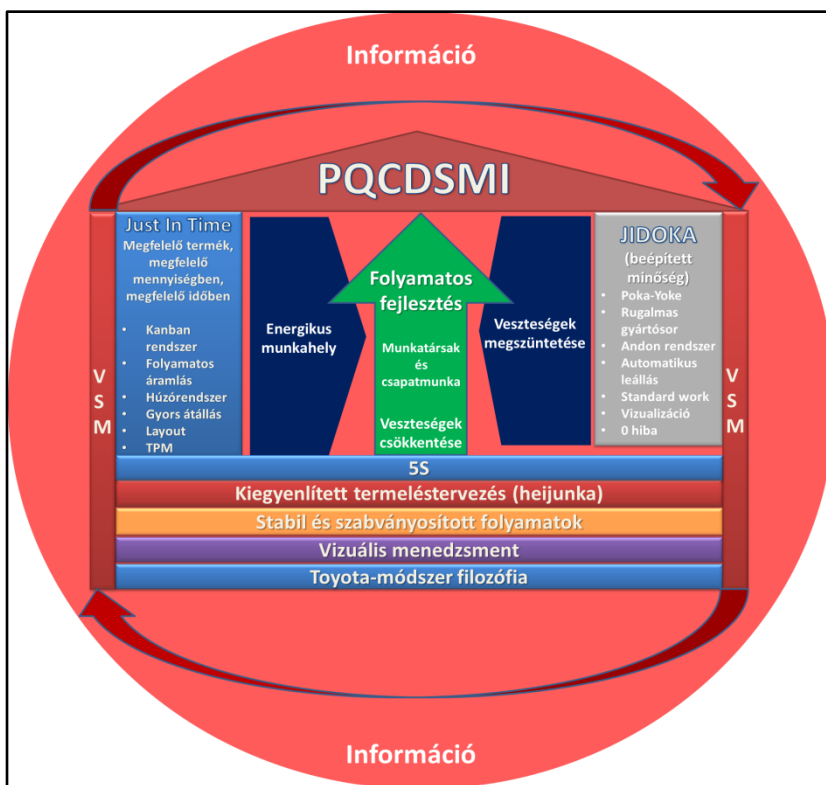 Információ
PQCDSMI
VSM
Just In Time
Megfelelő termék,
megfelelő
mennyiségben,
megfelelő időben
• Kanban
rendszer
• Folyamatos
áramlás
• Húzórendszer
• Gyors átállás
• Layout
• TPM
Energikus
munkahely
Folyamatos
fejlesztés
Munkatársak
és
csapatmunka
Veszteségek
csökkentése
Veszteségek
megszüntetése
JIDOKA
(beépített
minőség)
• Poka-Yoke
• Rugalmas
gyártósor
• Andon rendszer
• Automatikus
leállás
• Standard work
• Vizualizáció
• 0 hiba
VSM
5S
Kiegyenlített termeléstervezés (heijunka)
Stabil és szabványosított folyamatok
Vizuális menedzsment
Toyota-módszer filozófia
Információ